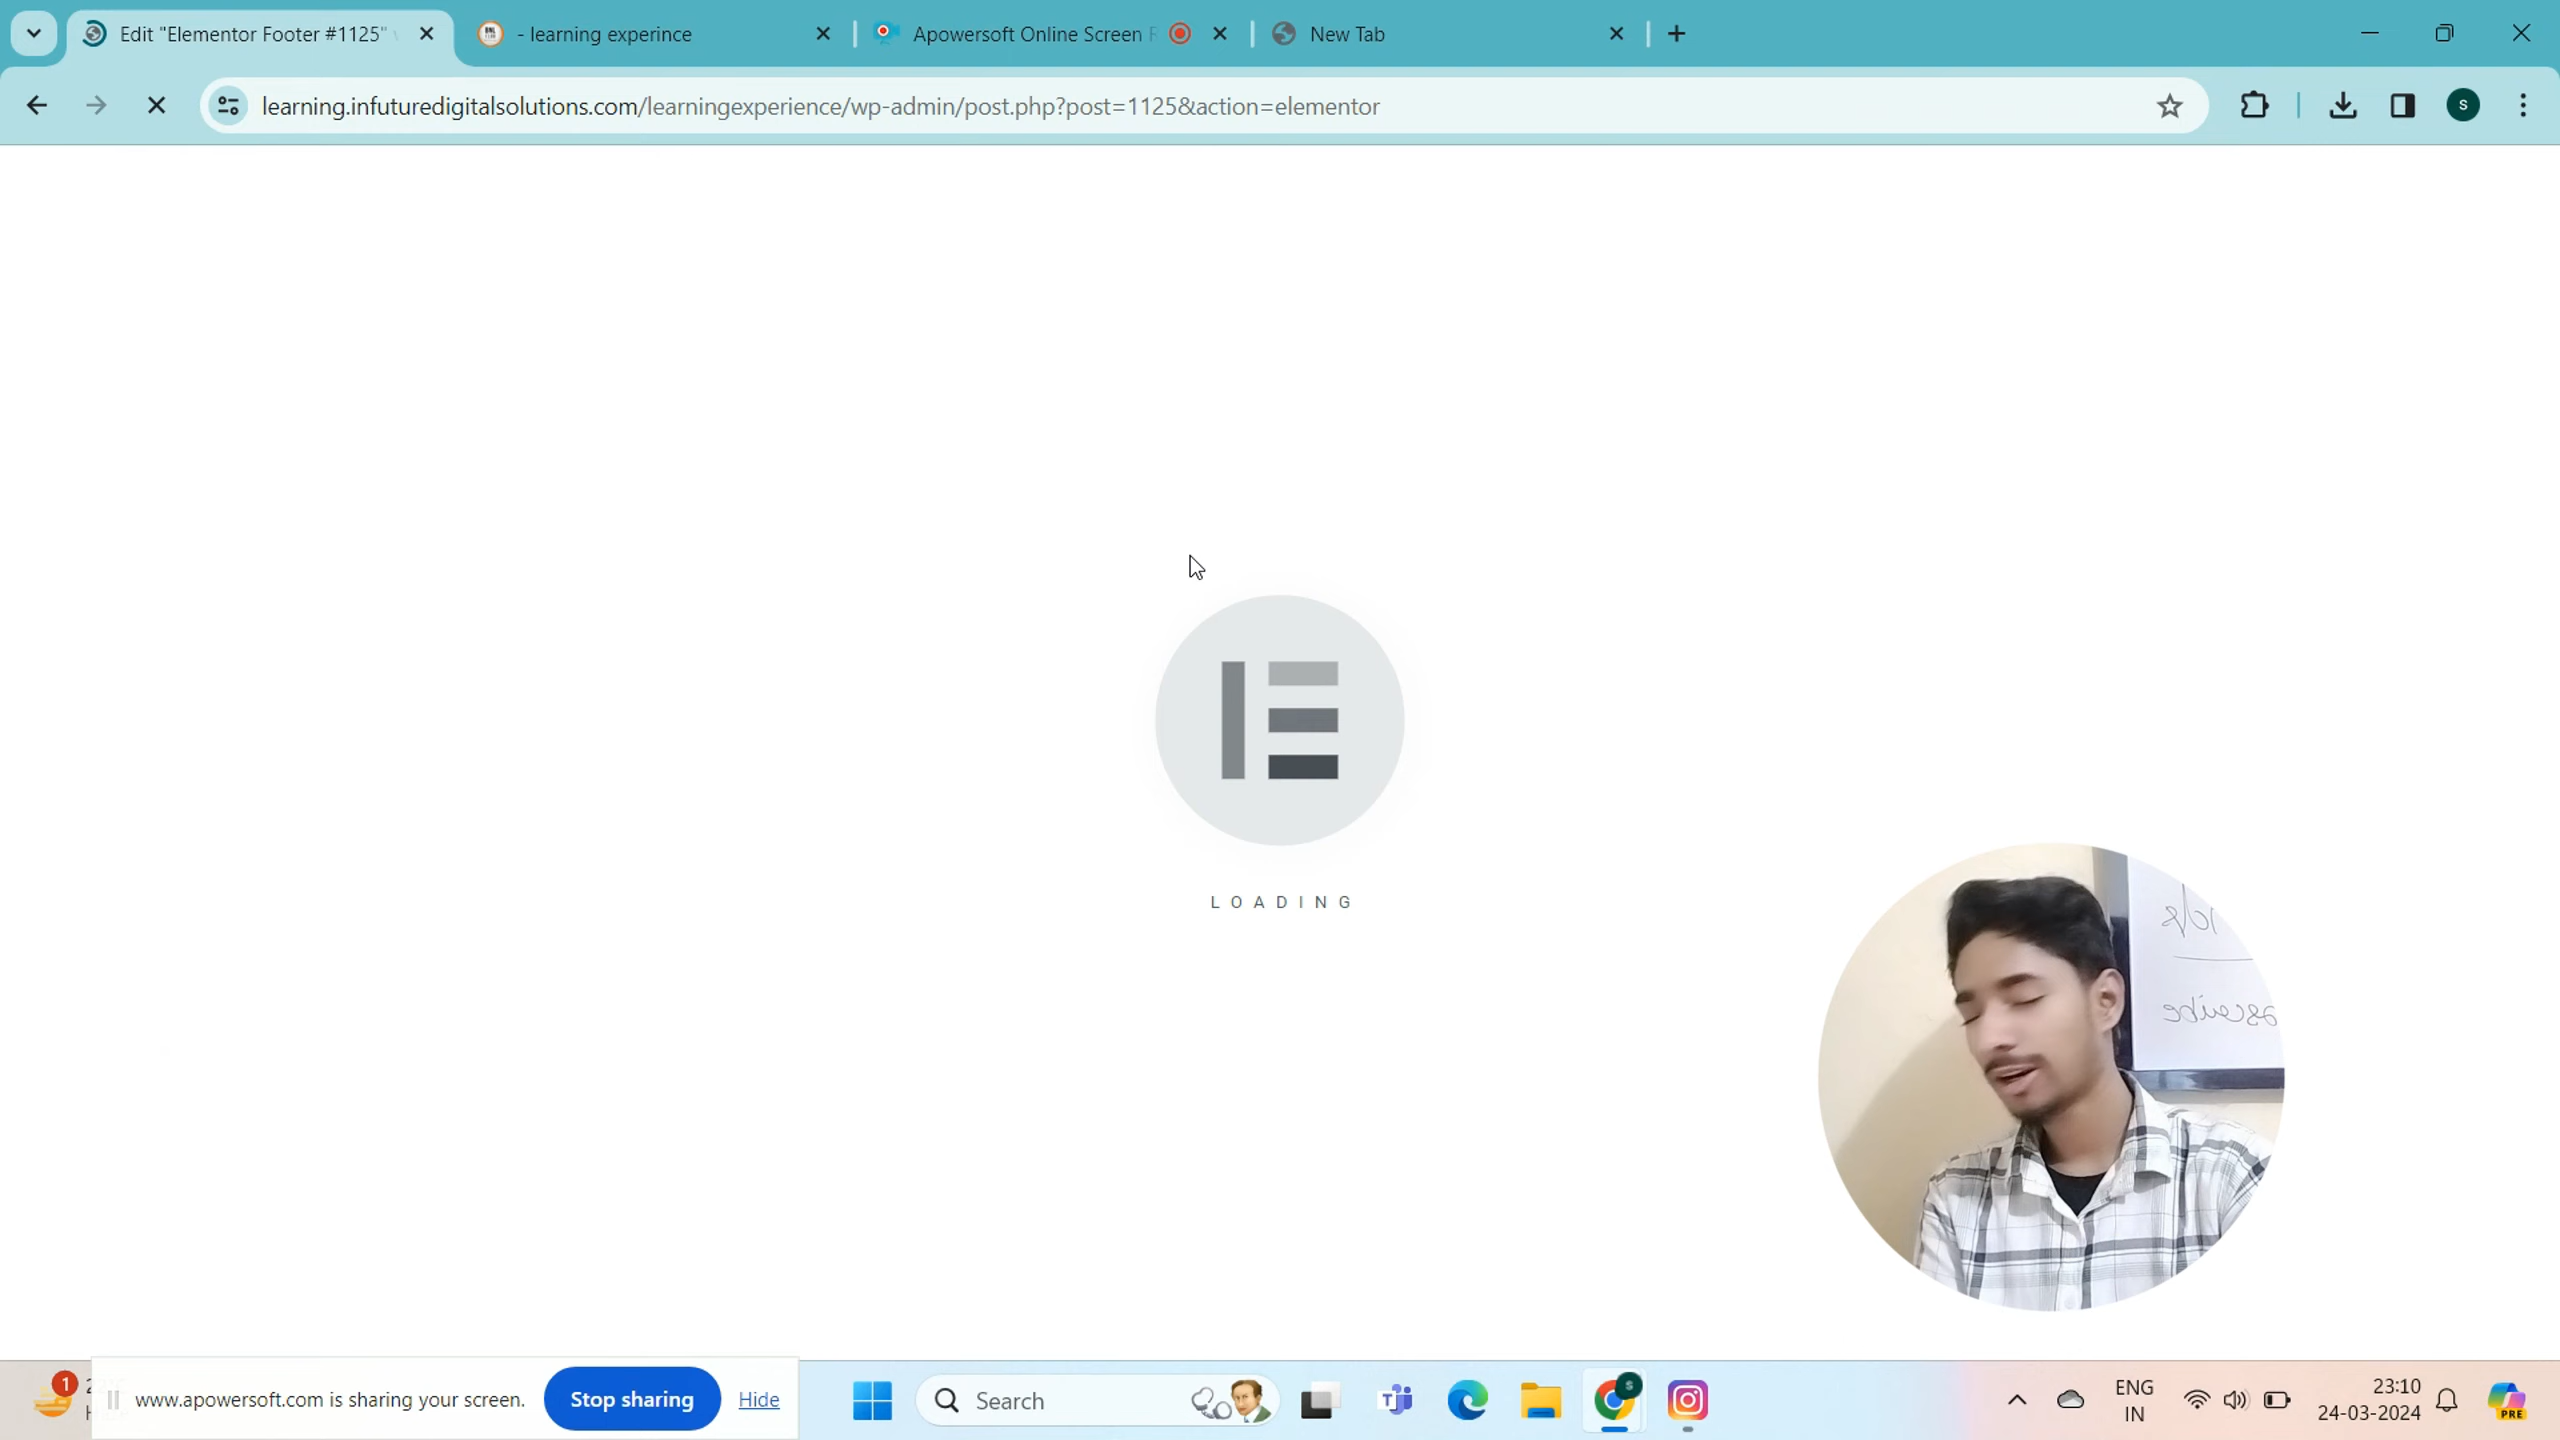 Edit "Elementor Footer #1125"
- learning experince
Apowersoft Online Screen
New Tab
learning.infuturedigitalsolutions.com/learningexperience/wp-admin/post.php?post=1125&action=elementor
S
LOADING
1
www.apowersoft.com is sharing your screen.
Stop sharing
Hide
Search
ENG
IN
23:10
24-03-2024
PRE